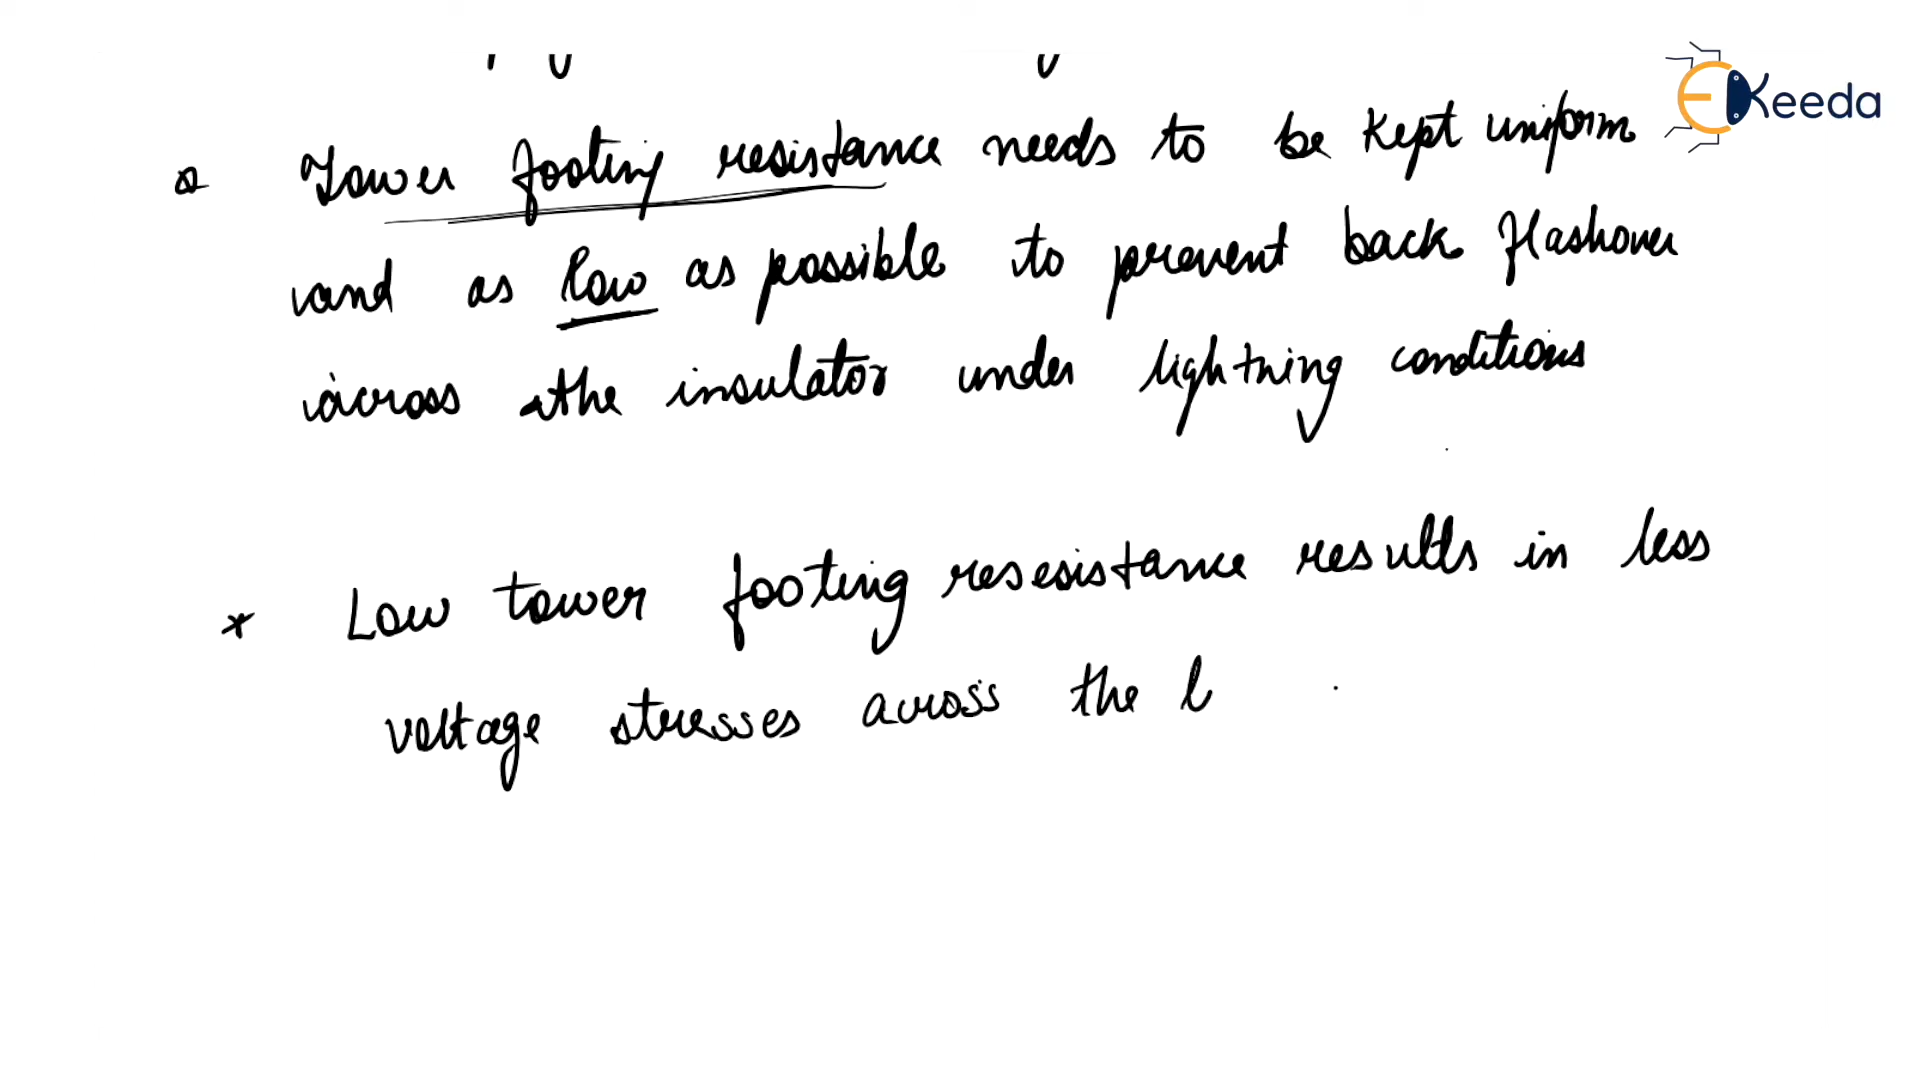 EKeeda
Tower footing resistance needs to be kept uniform
and as low as possible to prevent back flashover
across the insulator under lightning conditions
* Low tower footing resesistance results in less
voltage stresses across the l